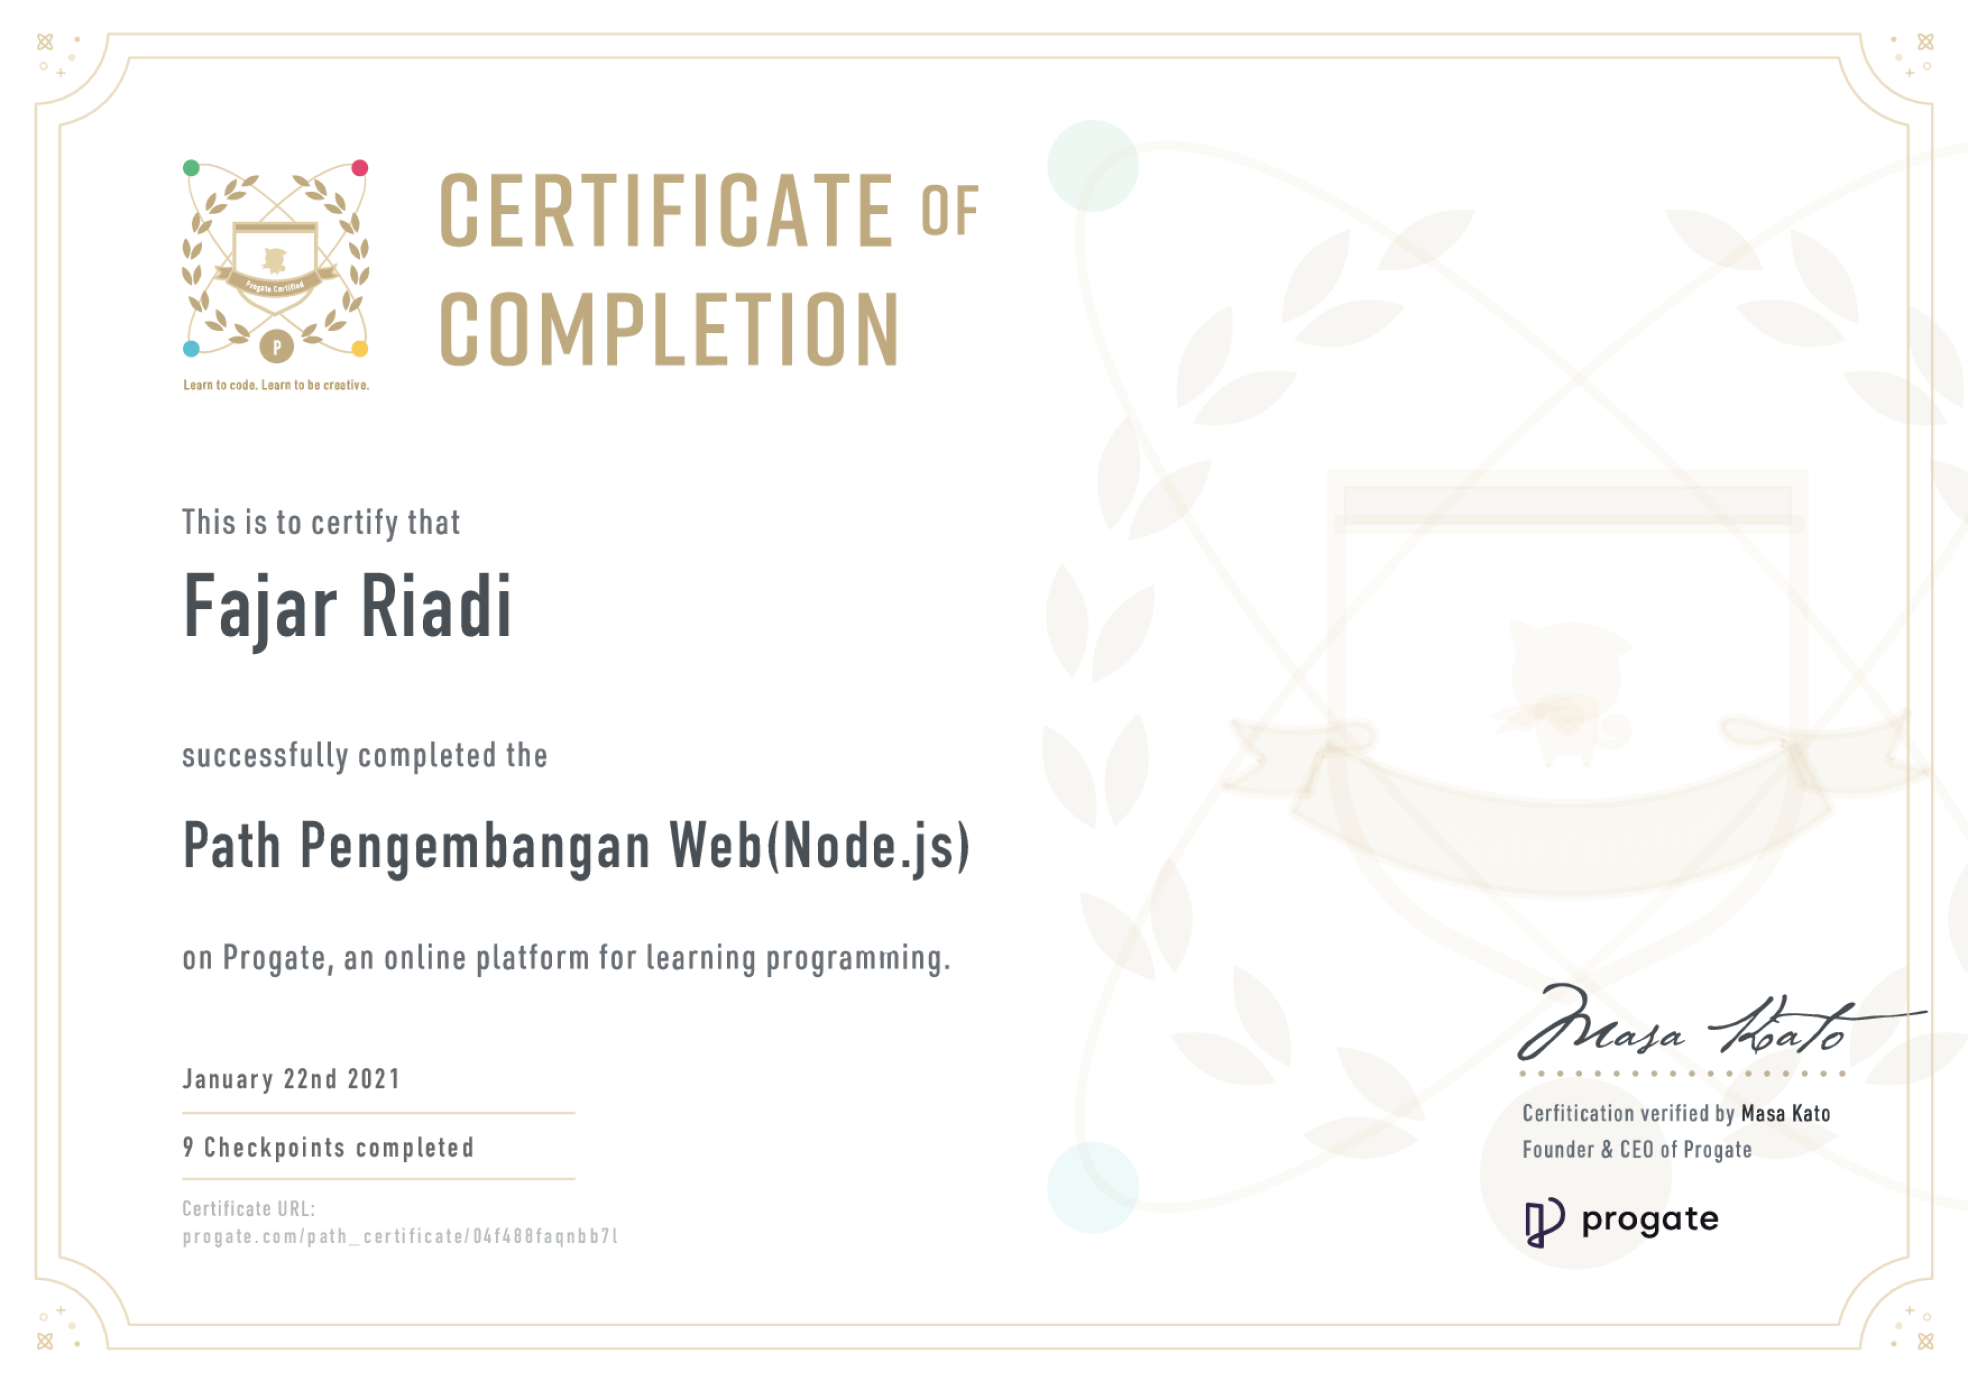 CERTIFICATE OF
COMPLETION
Progate Certified
P
Learn to code. Learn to be creative.
This is to certify that
Fajar Riadi
successfully completed the
Path Pengembangan Web(Node.js)
on Progate, an online platform for learning programming.
January 22nd 2021
9 Checkpoints completed
Certificate URL:
progate.com/path_certificate/04f488faqnbb7l
Masa Kato
Cerfitication verified by Masa Kato
Founder & CEO of Progate
progate